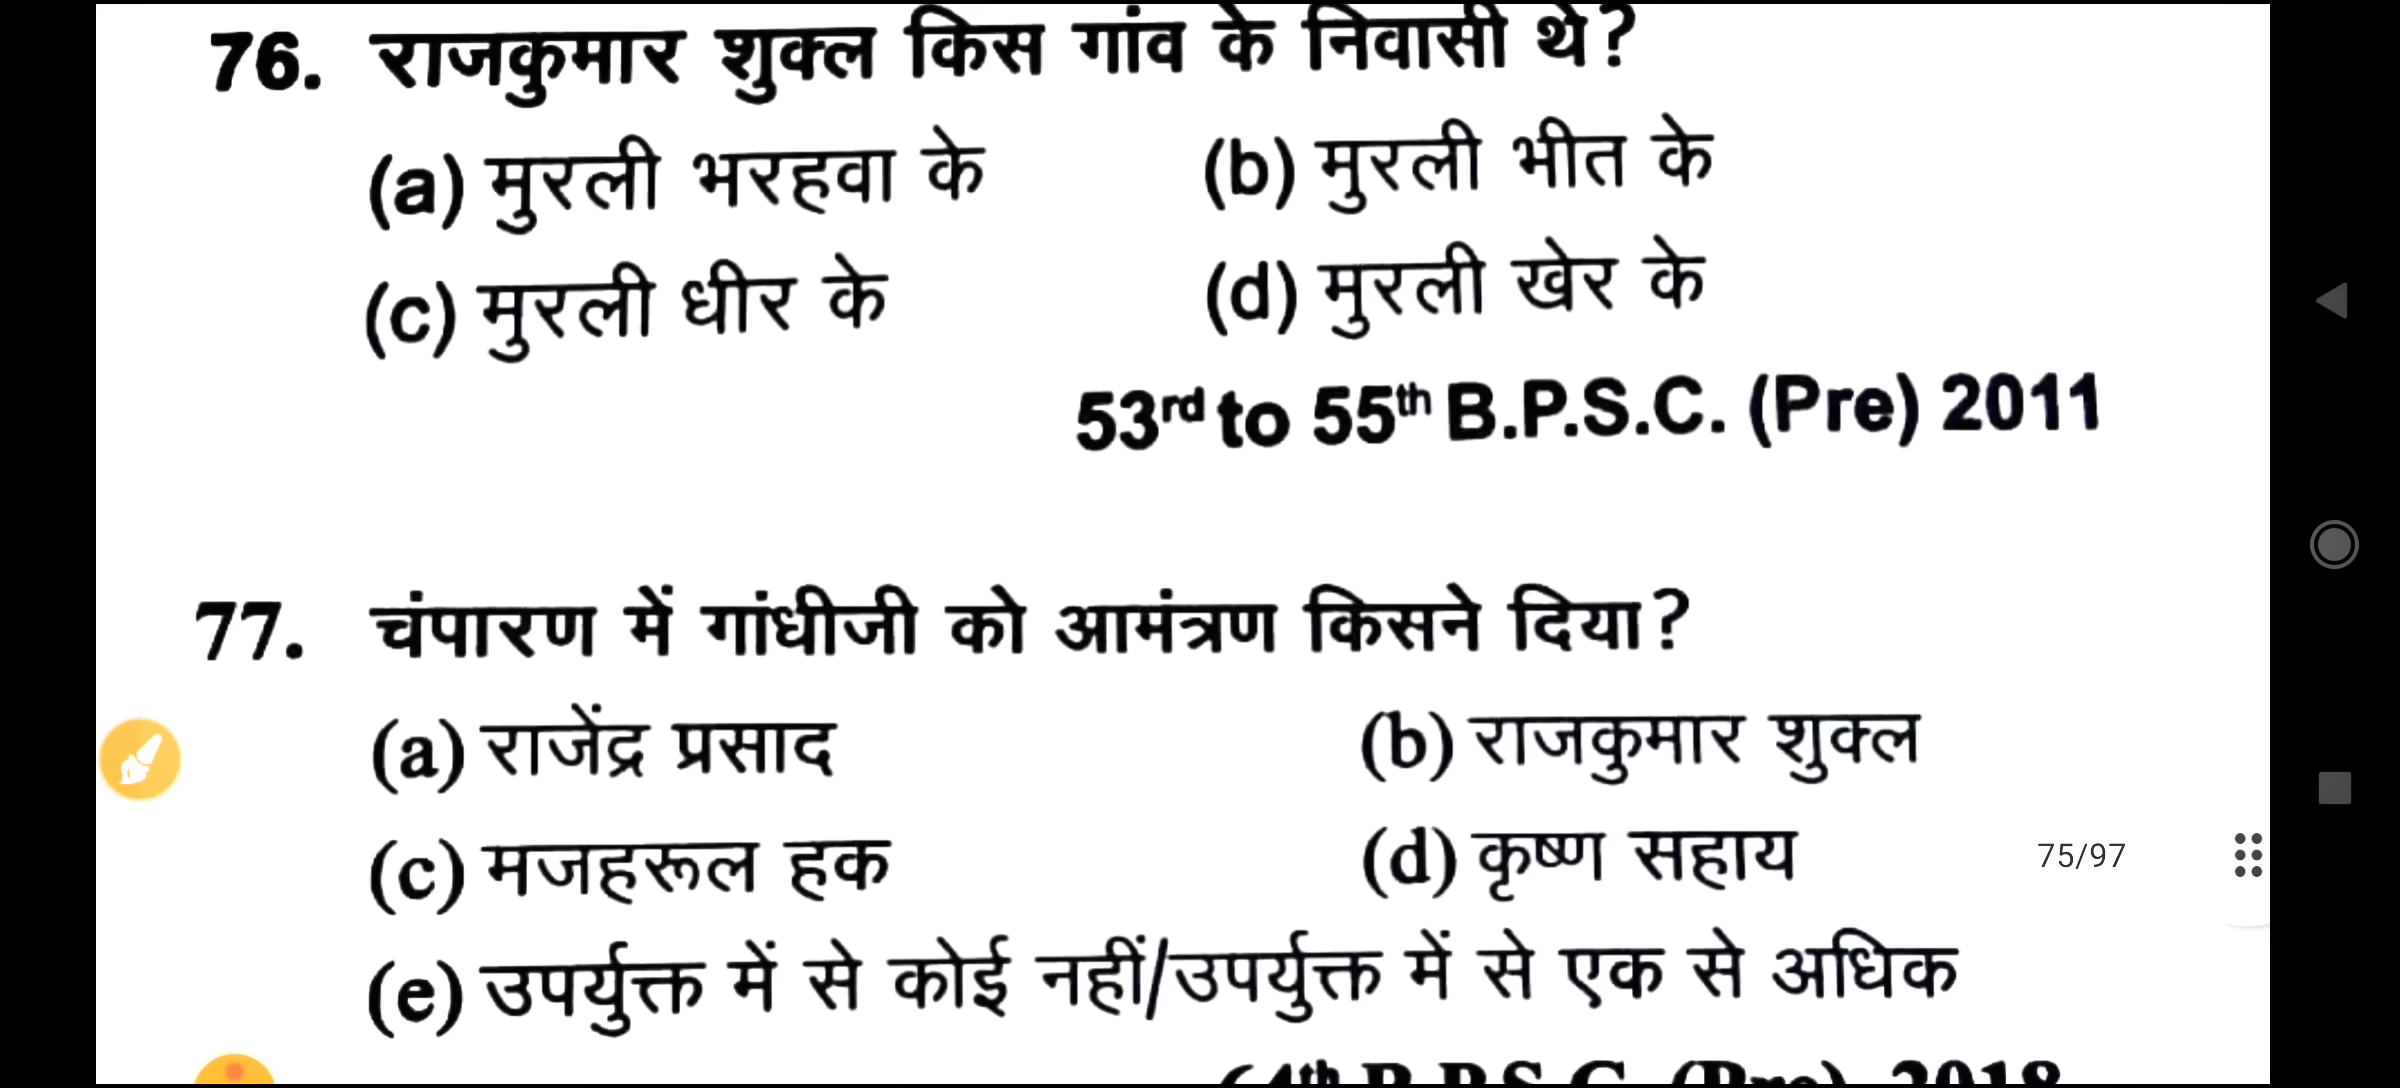 76. राजकुमार शुक्ल किस गांव के निवासी थे?
(a) मुरली भरहवा के (b) मुरली भीत के
(c) मुरली धीर के (d) मुरली खेर के
53rd to 55th B.P.S.C. (Pre) 2011
77. चंपारण में गांधीजी को आमंत्रण किसने दिया?
(a) राजेंद्र प्रसाद (b) राजकुमार शुक्ल
(c) मजहरूल हक (d) कृष्ण सहाय
75/97
(e) उपर्युक्त में से कोई नहीं/उपर्युक्त में से एक से अधिक